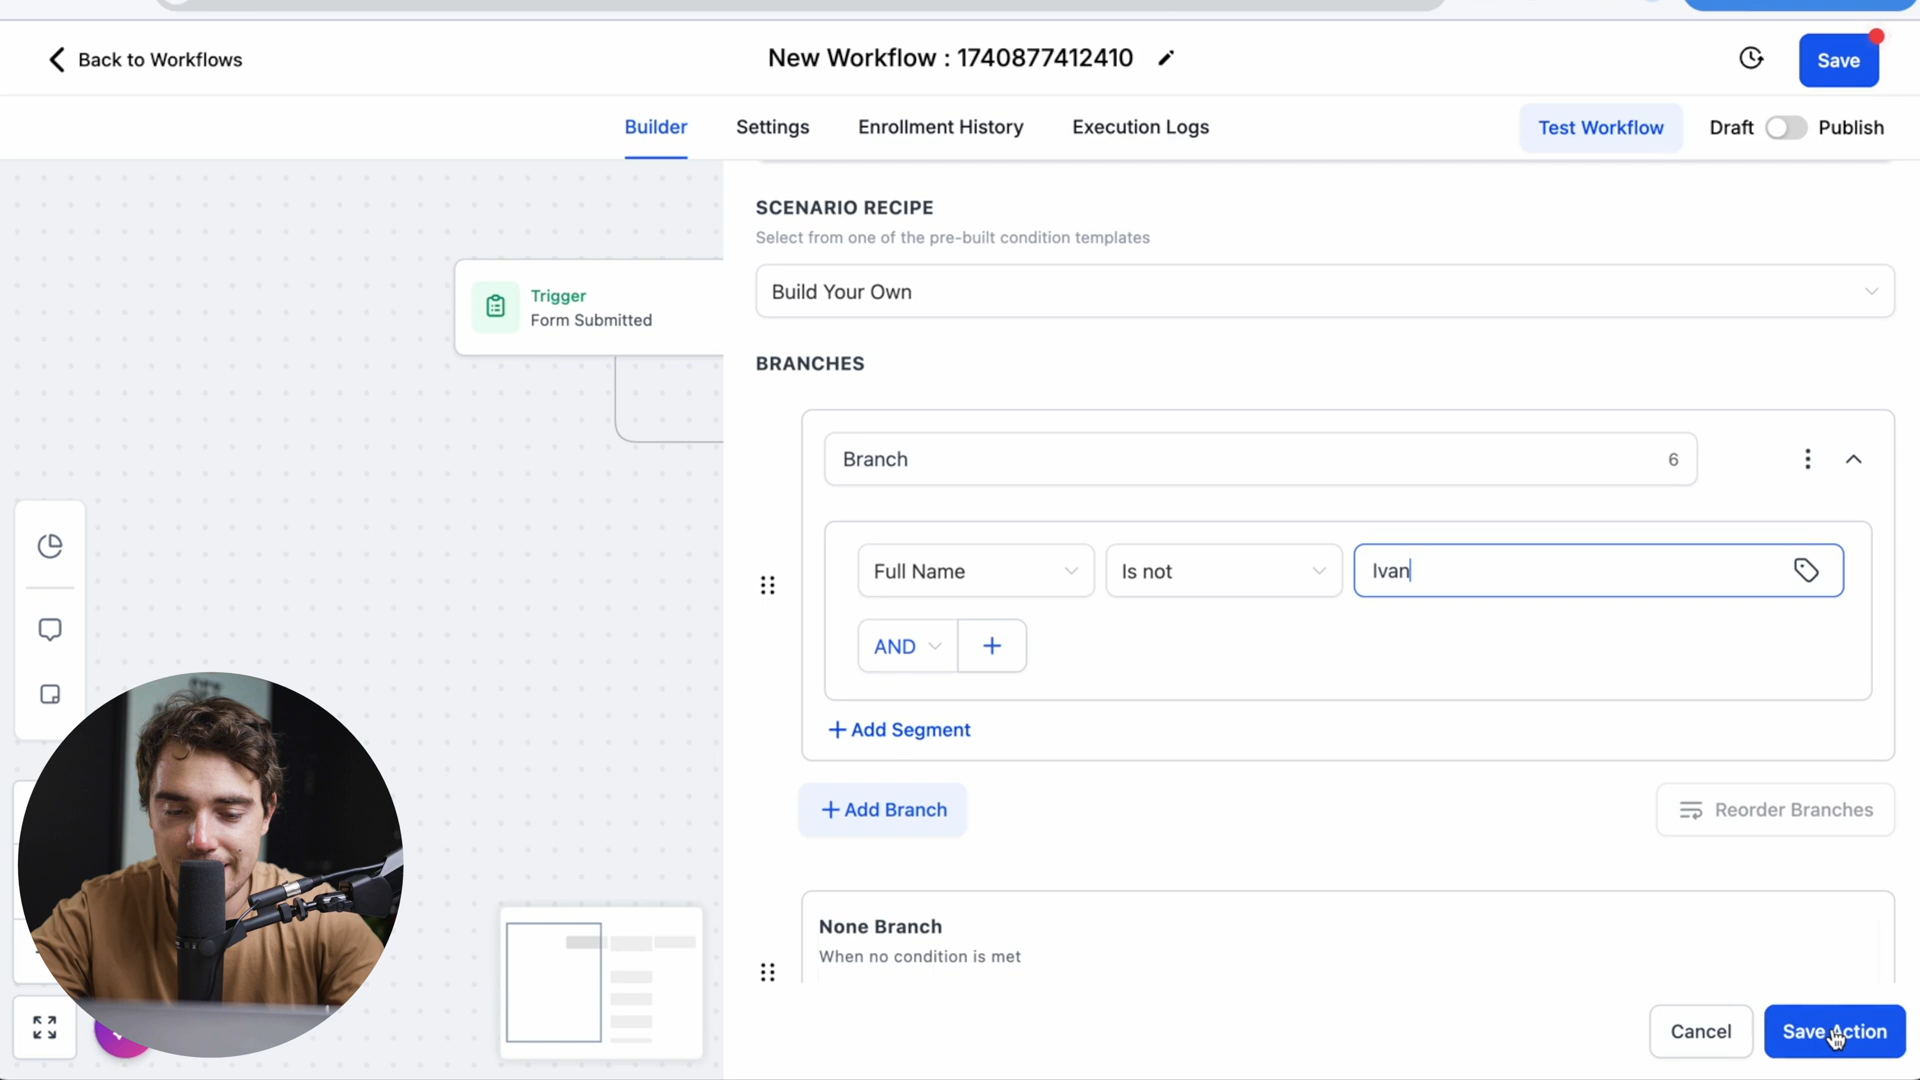 Back to Workflows
New Workflow : 1740877412410
Save
Builder
Settings
Enrollment History
Execution Logs
Test Workflow
Draft
Publish
SCENARIO RECIPE
Select from one of the pre-built condition templates
Build Your Own
Trigger
Form Submitted
BRANCHES
Branch
6
Full Name
Is not
Ivan
AND
+
+ Add Segment
+ Add Branch
Reorder Branches
None Branch
When no condition is met
Cancel
Save Action